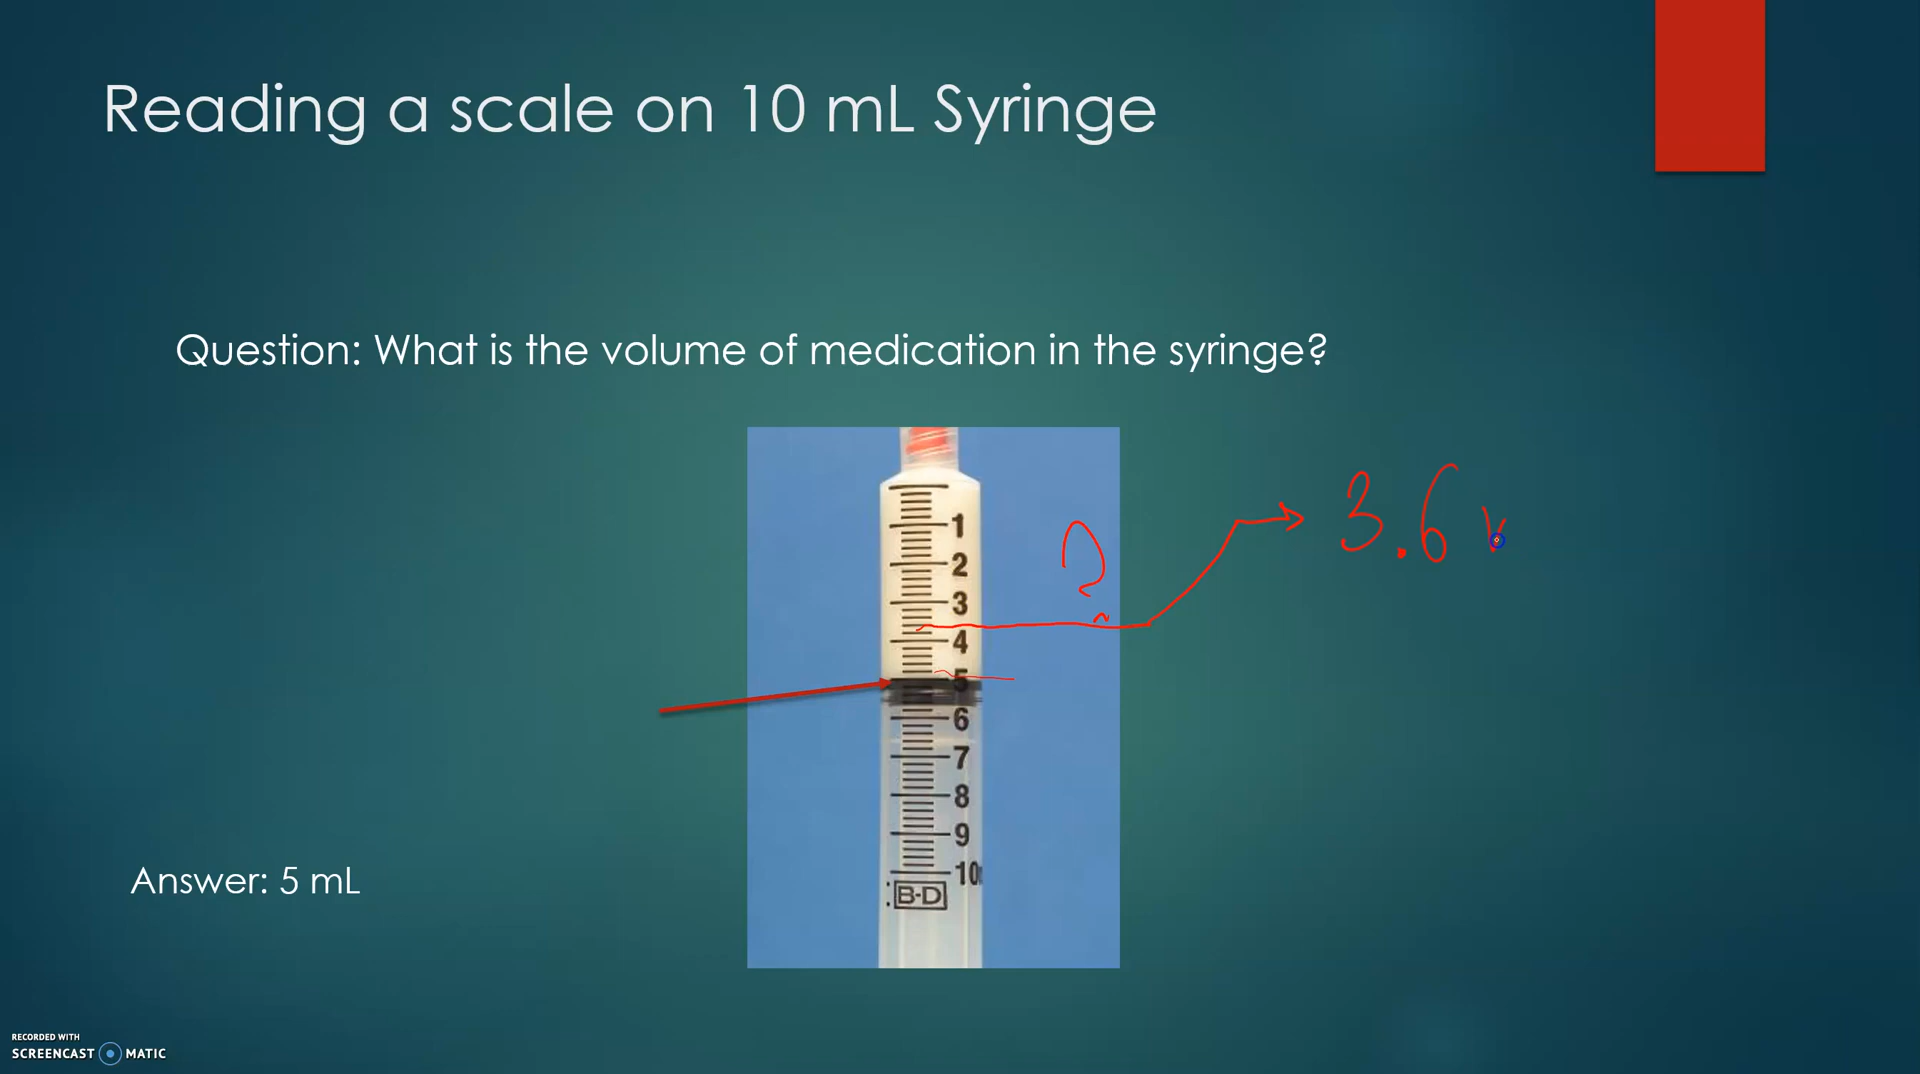 Reading a scale on 10 mL Syringe
Question: What is the volume of medication in the syringe?
1
2
3
4
5
6
7
8
9
10
B-D
?
3.6
Answer: 5 mL
RECORDED WITH
SCREENCAST MATIC